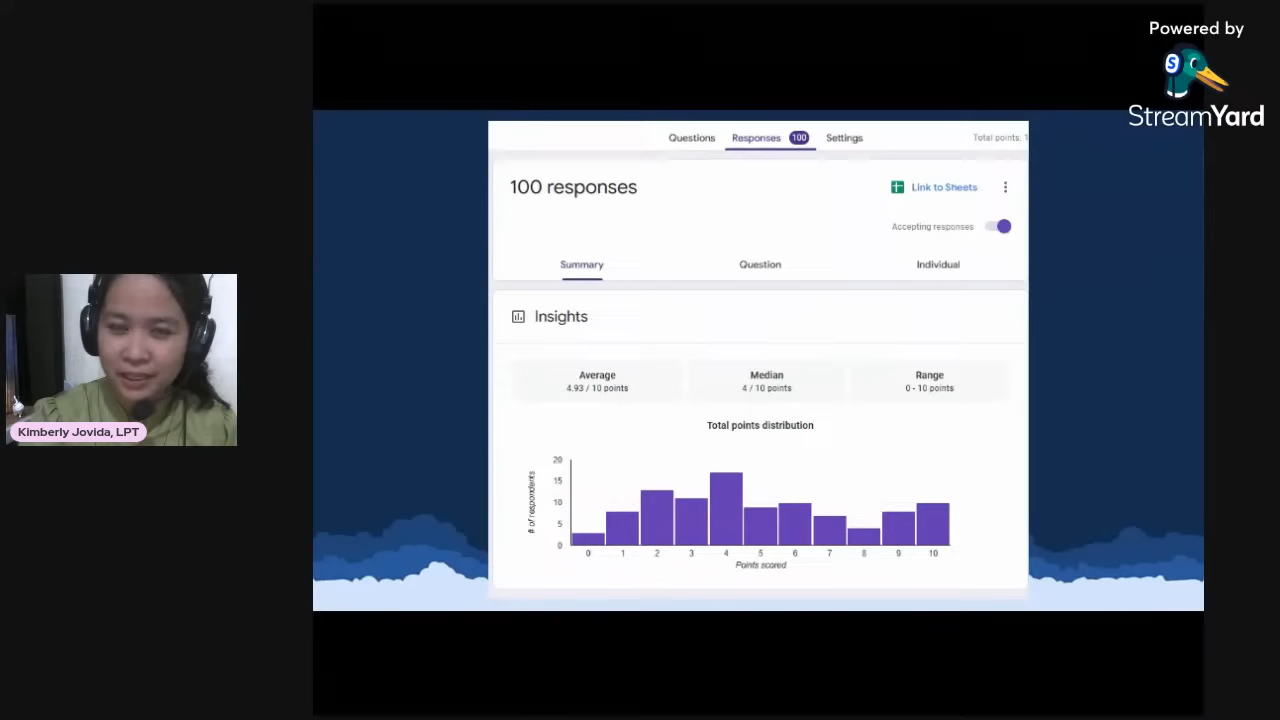 Powered by
StreamYard
Questions Responses 100 Settings Total points: 1
100 responses
Link to Sheets
Accepting responses
Summary Question Individual
Insights
Average Median Range
4.93 / 10 points 4 / 10 points 0 - 10 points
Total points distribution
# of respondents
20
15
10
5
0
0 1 2 3 4 5 6 7 8 9 10
Points scored
Kimberly Jovida, LPT